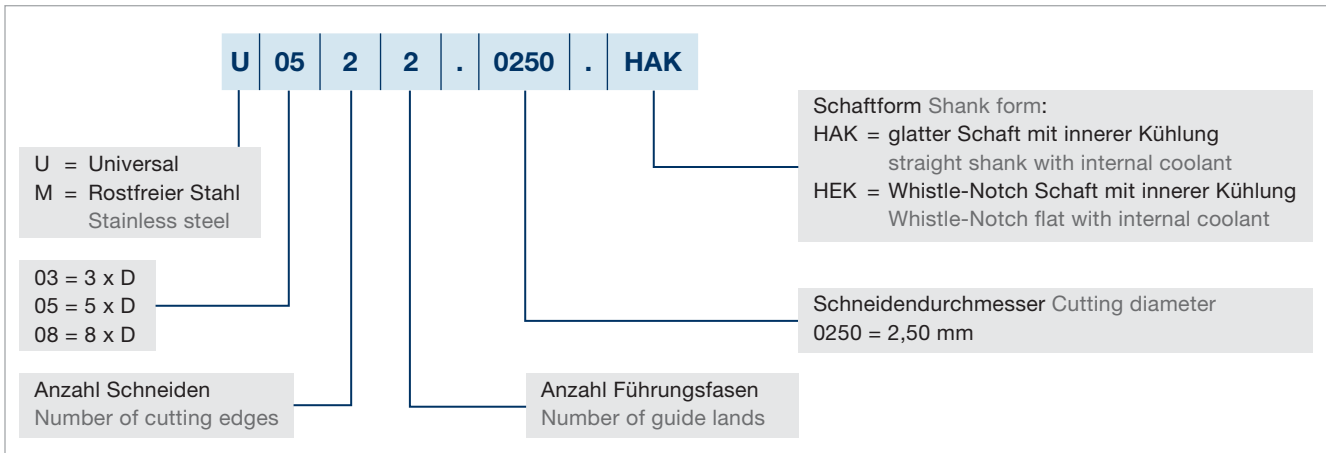 U 05 2 2 . 0250 . HAK
U = Universal
M = Rostfreier Stahl
Stainless steel
03 = 3 x D
05 = 5 x D
08 = 8 x D
Anzahl Schneiden
Number of cutting edges
Anzahl Führungsfasen
Number of guide lands
Schaftform Shank form:
HAK = glatter Schaft mit innerer Kühlung
straight shank with internal coolant
HEK = Whistle-Notch Schaft mit innerer Kühlung
Whistle-Notch flat with internal coolant
Schneidendurchmesser Cutting diameter
0250 = 2,50 mm